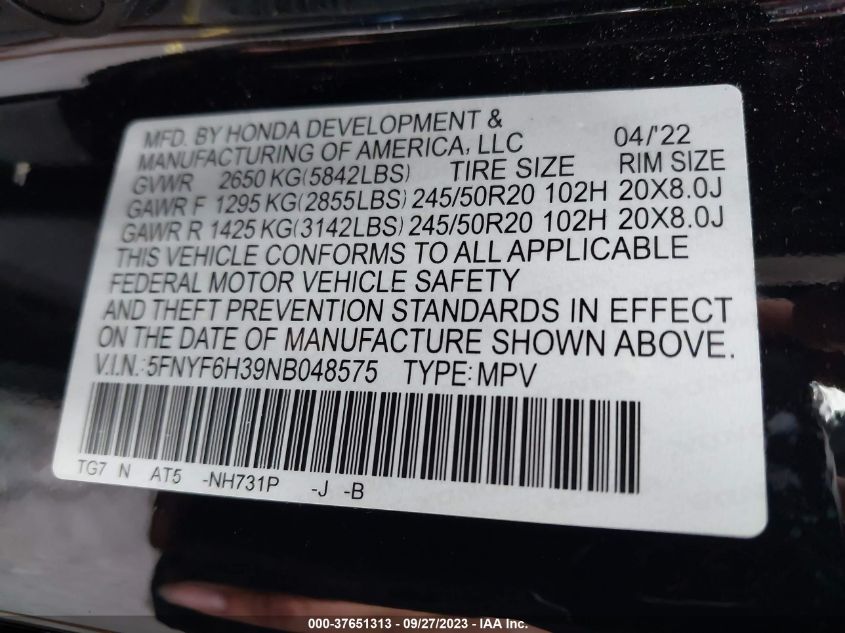 MFD. BY HONDA DEVELOPMENT &
MANUFACTURING OF AMERICA, LLC 04/'22
GVWR 2650 KG(5842LBS) TIRE SIZE RIM SIZE
GAWR F 1295 KG(2855LBS) 245/50R20 102H 20X8.0J
GAWR R 1425 KG(3142LBS) 245/50R20 102H 20X8.0J
THIS VEHICLE CONFORMS TO ALL APPLICABLE
FEDERAL MOTOR VEHICLE SAFETY
AND THEFT PREVENTION STANDARDS IN EFFECT
ON THE DATE OF MANUFACTURE SHOWN ABOVE.
V.I.N.: 5FNYF6H39NB048575 TYPE: MPV
TG7 N AT5 -NH731P -J -B
000-37651313 — 09/27/2023 — IAA Inc.